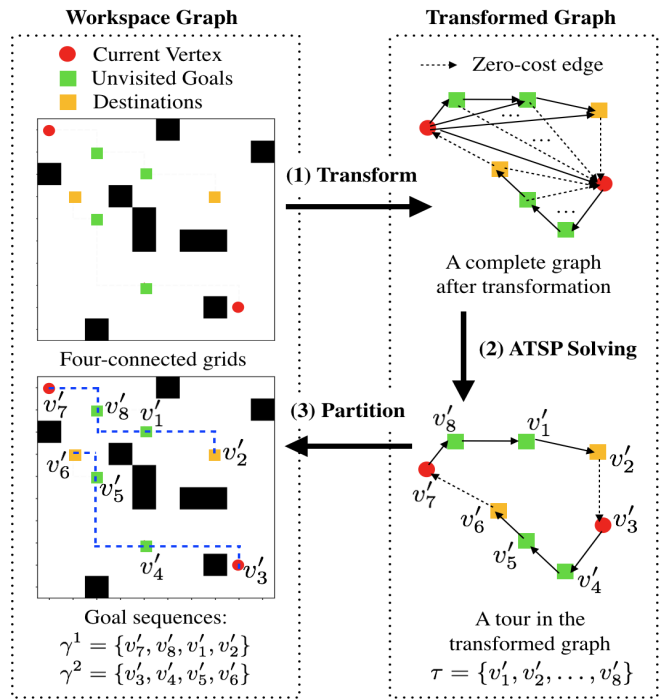 Workspace Graph
Current Vertex
Unvisited Goals
Destinations
Four-connected grids
v′7
v′8
v′1
v′2
v′6
v′5
v′4
v′3
Goal sequences:
γ¹ = {v′7, v′8, v′1, v′2}
γ² = {v′3, v′4, v′5, v′6}
(1) Transform
(3) Partition
Transformed Graph
Zero-cost edge
...
...
...
A complete graph
after transformation
(2) ATSP Solving
v′8
v′1
v′2
v′7
v′6
v′3
v′5
v′4
A tour in the
transformed graph
τ = {v′1, v′2, . . . , v′8}